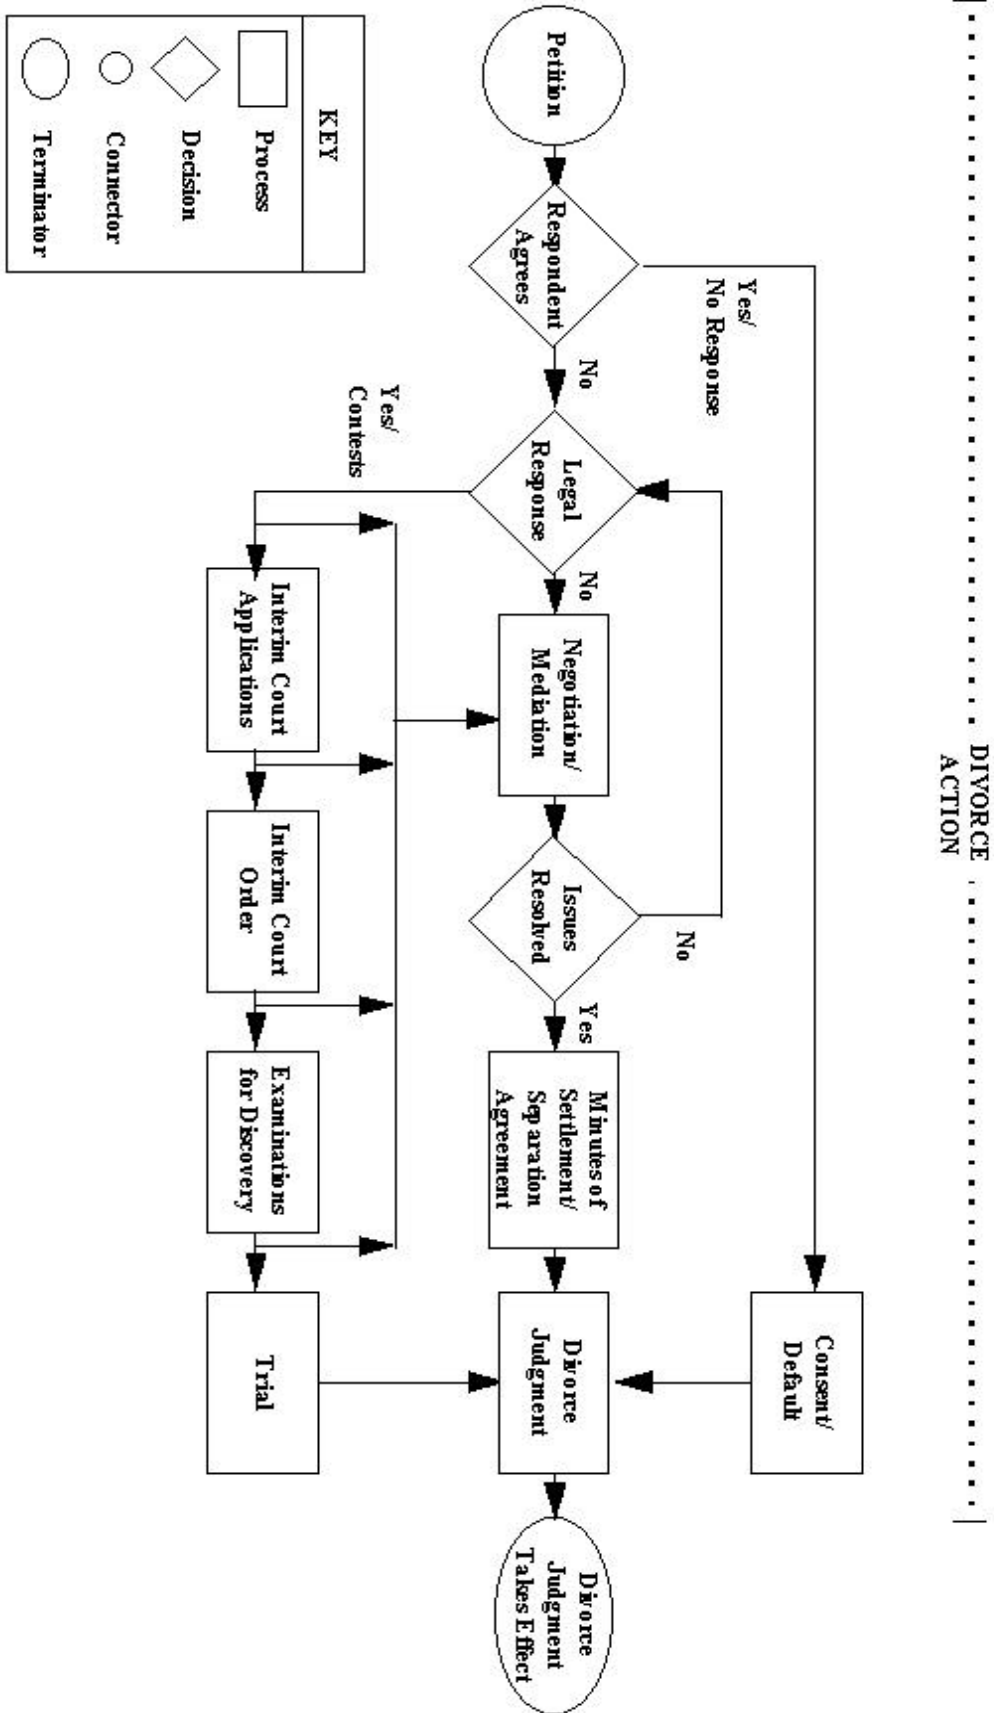 DIVORCE
ACTION
Petition
Respondent
Agrees
Yes/
No Response
No
Legal
Response
Yes/
Contests
No
Negotiation/
Mediation
Issues
Resolved
No
Yes
Minutes of
Settlement/
Separation
Agreement
Consent/
Default
Divorce
Judgment
Divorce
Judgment
Takes Effect
Interim Court
Applications
Interim Court
Order
Examinations
for Discovery
Trial
KEY
Process
Decision
Connector
Terminator